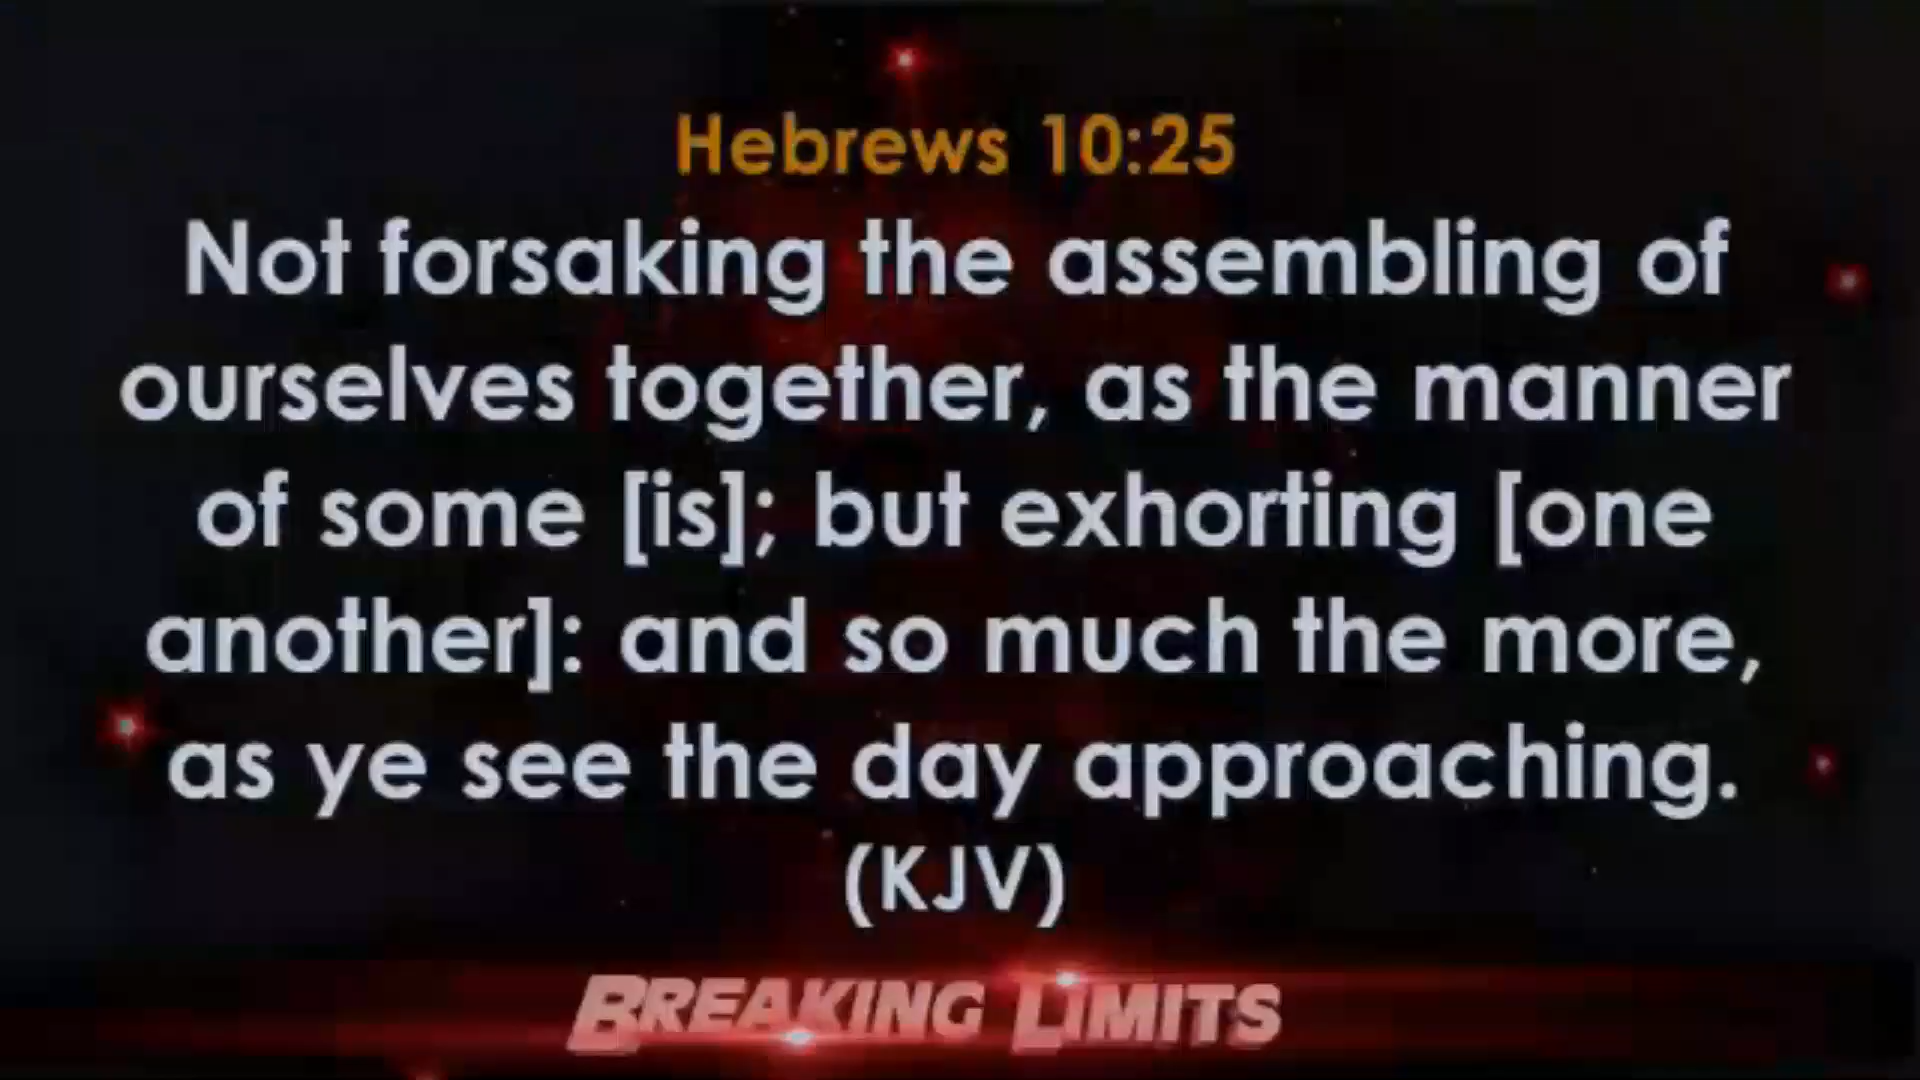 Hebrews 10:25
Not forsaking the assembling of
ourselves together, as the manner
of some [is]; but exhorting [one
another]: and so much the more,
as ye see the day approaching.
(KJV)
BREAKING LIMITS